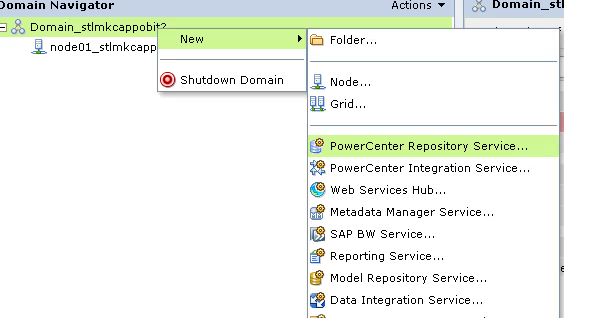 Domain Navigator
Actions
Domain_stl
Domain_stlmkcappobit2
node01_stlmkcapp
New
Shutdown Domain
Folder...
Node...
Grid...
PowerCenter Repository Service...
PowerCenter Integration Service...
Web Services Hub...
Metadata Manager Service...
SAP BW Service...
Reporting Service...
Model Repository Service...
Data Integration Service...